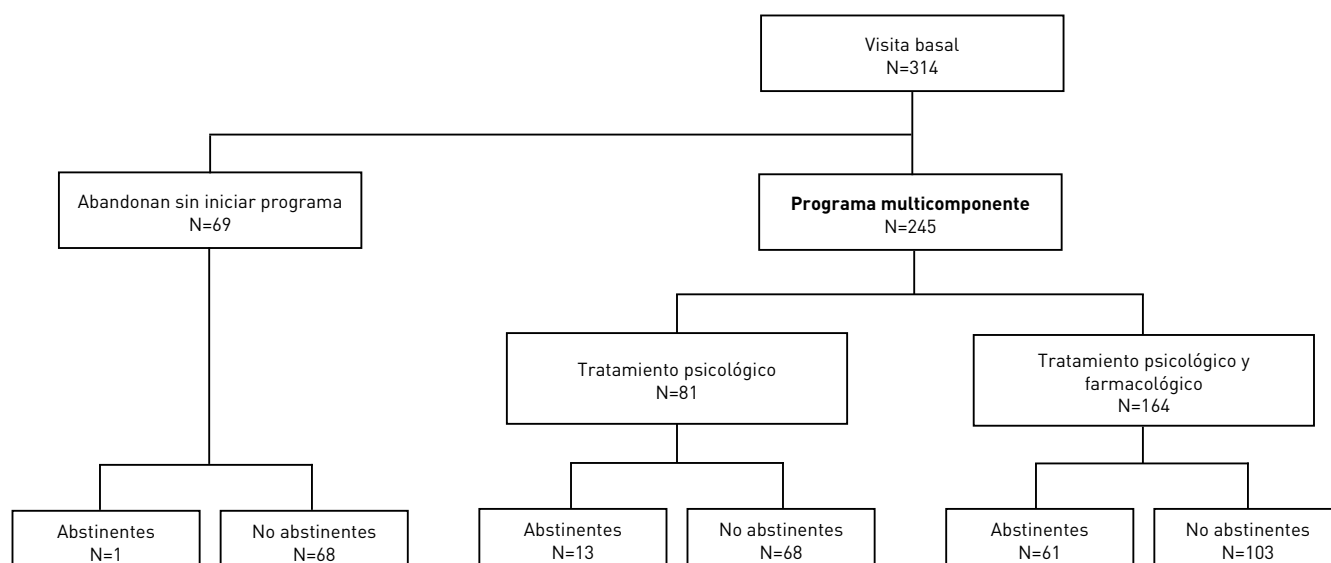 Visita basal
N=314
Abandonan sin iniciar programa
N=69
Programa multicomponente
N=245
Tratamiento psicológico
N=81
Tratamiento psicológico y
farmacológico
N=164
Abstinentes
N=1
No abstinentes
N=68
Abstinentes
N=13
No abstinentes
N=68
Abstinentes
N=61
No abstinentes
N=103